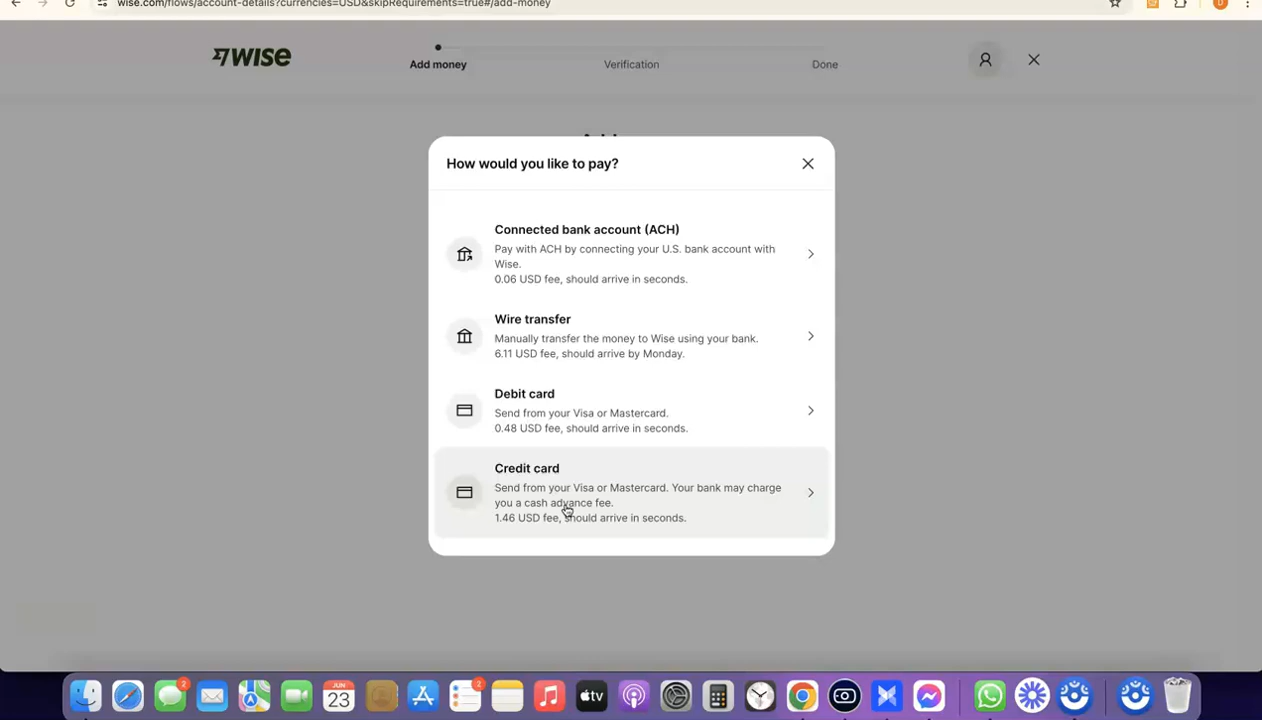 wise.com/flows/account-details?currencies=USD&skipRequirements=true#/add-money
WISE
Add money
Verification
Done
How would you like to pay?
Connected bank account (ACH)
Pay with ACH by connecting your U.S. bank account with
Wise.
0.06 USD fee, should arrive in seconds.
Wire transfer
Manually transfer the money to Wise using your bank.
6.11 USD fee, should arrive by Monday.
Debit card
Send from your Visa or Mastercard.
0.48 USD fee, should arrive in seconds.
Credit card
Send from your Visa or Mastercard. Your bank may charge
you a cash advance fee.
1.46 USD fee, should arrive in seconds.
2
JUN
23
2
tv